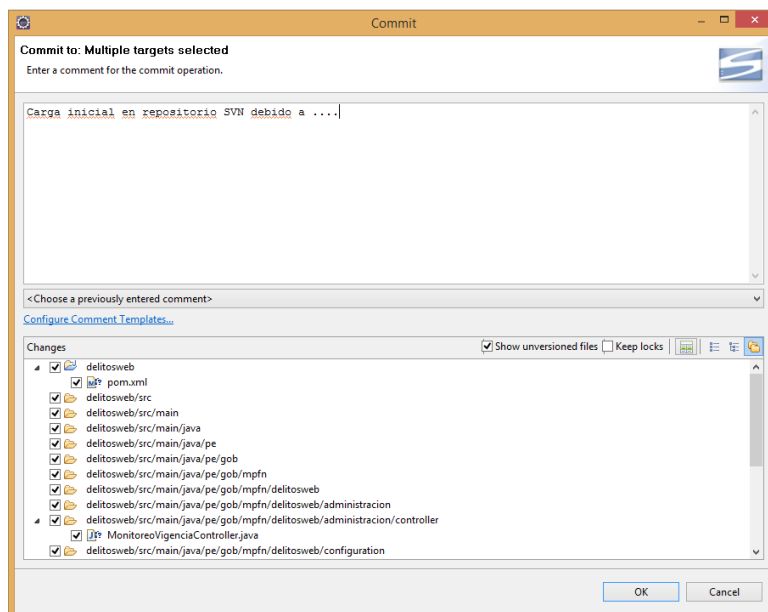 Commit
Commit to: Multiple targets selected
Enter a comment for the commit operation.
Carga inicial en repositorio SVN debido a ....
<Choose a previously entered comment>
Configure Comment Templates...
Changes
Show unversioned files
Keep locks
delitosweb
pom.xml
delitosweb/src
delitosweb/src/main
delitosweb/src/main/java
delitosweb/src/main/java/pe
delitosweb/src/main/java/pe/gob
delitosweb/src/main/java/pe/gob/mpfn
delitosweb/src/main/java/pe/gob/mpfn/delitosweb
delitosweb/src/main/java/pe/gob/mpfn/delitosweb/administracion
delitosweb/src/main/java/pe/gob/mpfn/delitosweb/administracion/controller
MonitoreoVigenciaController.java
delitosweb/src/main/java/pe/gob/mpfn/delitosweb/configuration
OK
Cancel